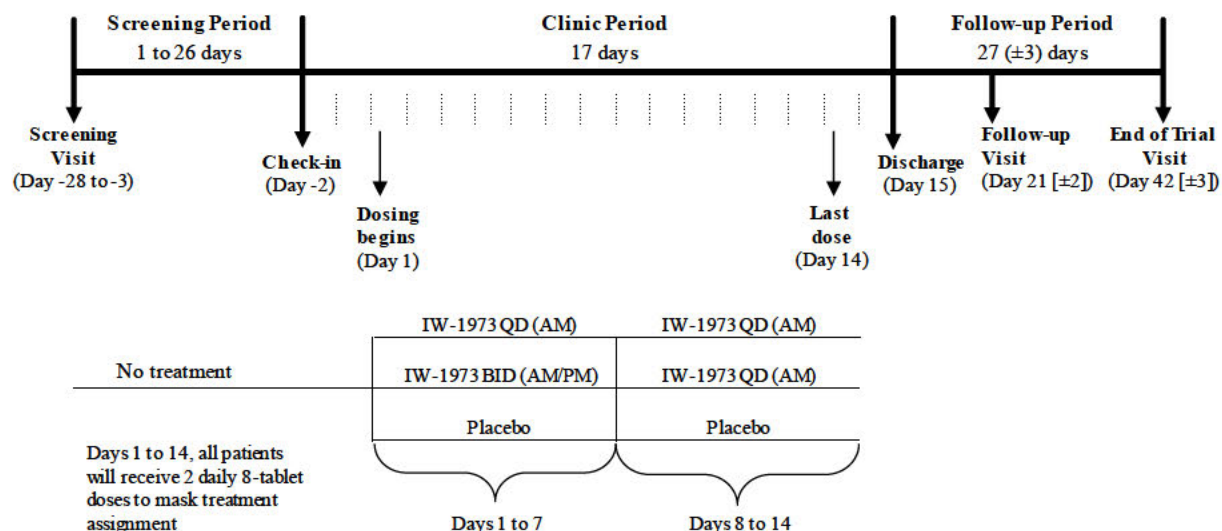 Screening Period
1 to 26 days
Clinic Period
17 days
Follow-up Period
27 (±3) days
Screening
Visit
(Day -28 to -3)
Check-in
(Day -2)
Dosing
begins
(Day 1)
Last
dose
(Day 14)
Discharge
(Day 15)
Follow-up
Visit
(Day 21 [±2])
End of Trial
Visit
(Day 42 [±3])
IW-1973 QD (AM)
IW-1973 QD (AM)
No treatment
IW-1973 BID (AM/PM)
IW-1973 QD (AM)
Placebo
Placebo
Days 1 to 14, all patients
will receive 2 daily 8-tablet
doses to mask treatment
assignment
Days 1 to 7
Days 8 to 14